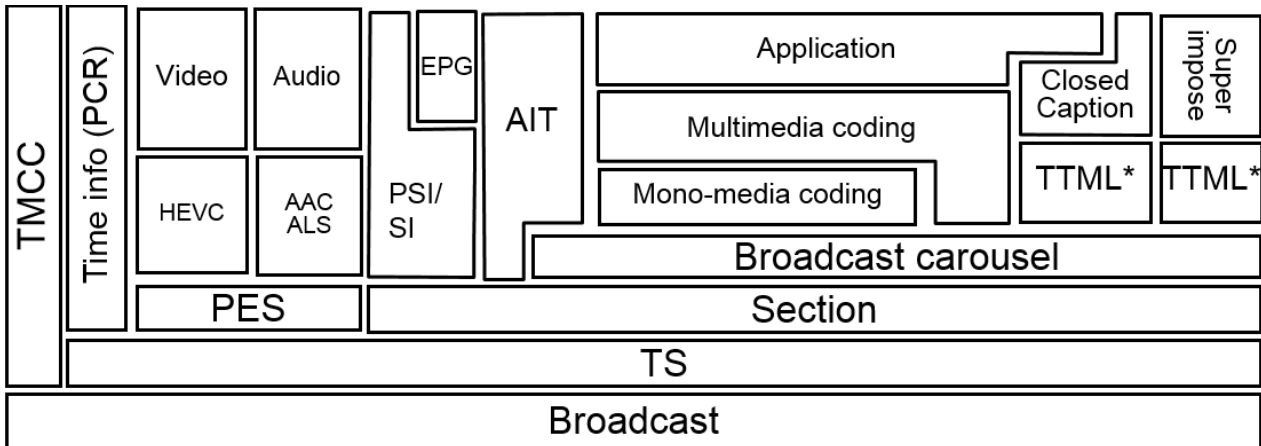 TMCC
Time info (PCR)
Video
Audio
HEVC
AAC
ALS
PES
EPG
PSI/
SI
AIT
Application
Multimedia coding
Mono-media coding
Closed
Caption
TTML*
Super
impose
TTML*
Broadcast carousel
Section
TS
Broadcast